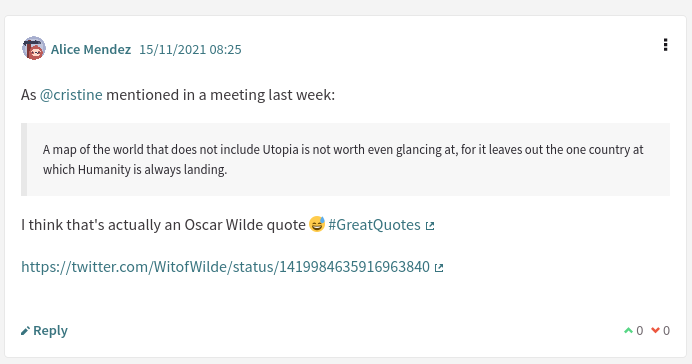 Alice Mendez 15/11/2021 08:25
As @cristine mentioned in a meeting last week:
A map of the world that does not include Utopia is not worth even glancing at, for it leaves out the one country at
which Humanity is always landing.
I think that's actually an Oscar Wilde quote 😅 #GreatQuotes
https://twitter.com/WitofWilde/status/1419984635916963840
Reply 0 0